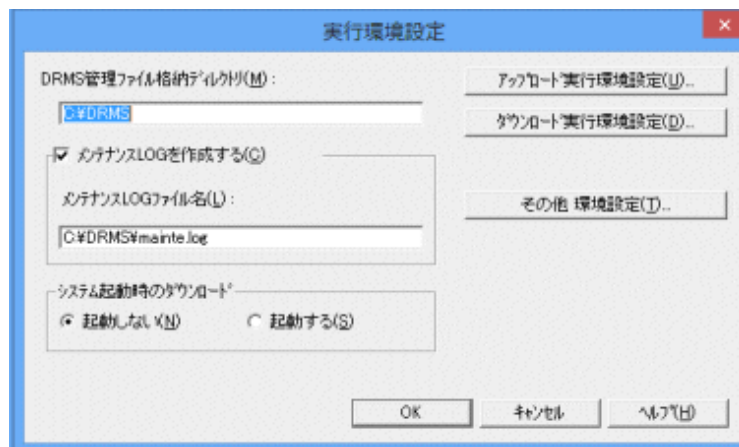 実行環境設定
DRMS管理ファイル格納ディレクトリ(M):
C:¥DRMS
アップロード実行環境設定(U)...
ダウンロード実行環境設定(D)...
メンテナンスLOGを作成する(C)
メンテナンスLOGファイル名(L):
C:¥DRMS¥mainte.log
その他 環境設定(T)...
システム起動時のダウンロード
起動しない(N)
起動する(S)
OK
キャンセル
ヘルプ(H)